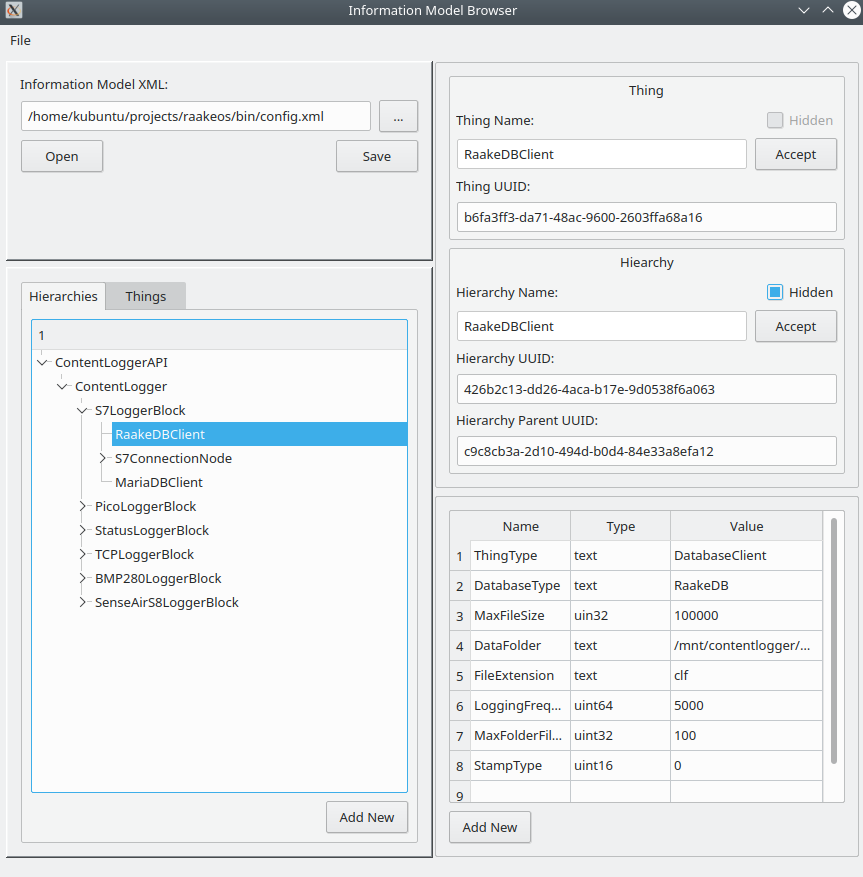 Information Model Browser
File
Information Model XML:
/home/kubuntu/projects/raakeos/bin/config.xml
...
Open
Save
Hierarchies
Things
1
ContentLoggerAPI
ContentLogger
S7LoggerBlock
RaakeDBClient
S7ConnectionNode
MariaDBClient
PicoLoggerBlock
StatusLoggerBlock
TCPLoggerBlock
BMP280LoggerBlock
SenseAirS8LoggerBlock
Add New
Thing
Thing Name:
Hidden
RaakeDBClient
Accept
Thing UUID:
b6fa3ff3-da71-48ac-9600-2603ffa68a16
Hiearchy
Hierarchy Name:
Hidden
RaakeDBClient
Accept
Hierarchy UUID:
426b2c13-dd26-4aca-b17e-9d0538f6a063
Hierarchy Parent UUID:
c9c8cb3a-2d10-494d-b0d4-84e33a8efa12
Name Type Value
1 ThingType text DatabaseClient
2 DatabaseType text RaakeDB
3 MaxFileSize uin32 100000
4 DataFolder text /mnt/contentlogger/...
5 FileExtension text clf
6 LoggingFreq... uint64 5000
7 MaxFolderFil... uint32 100
8 StampType uint16 0
9
Add New